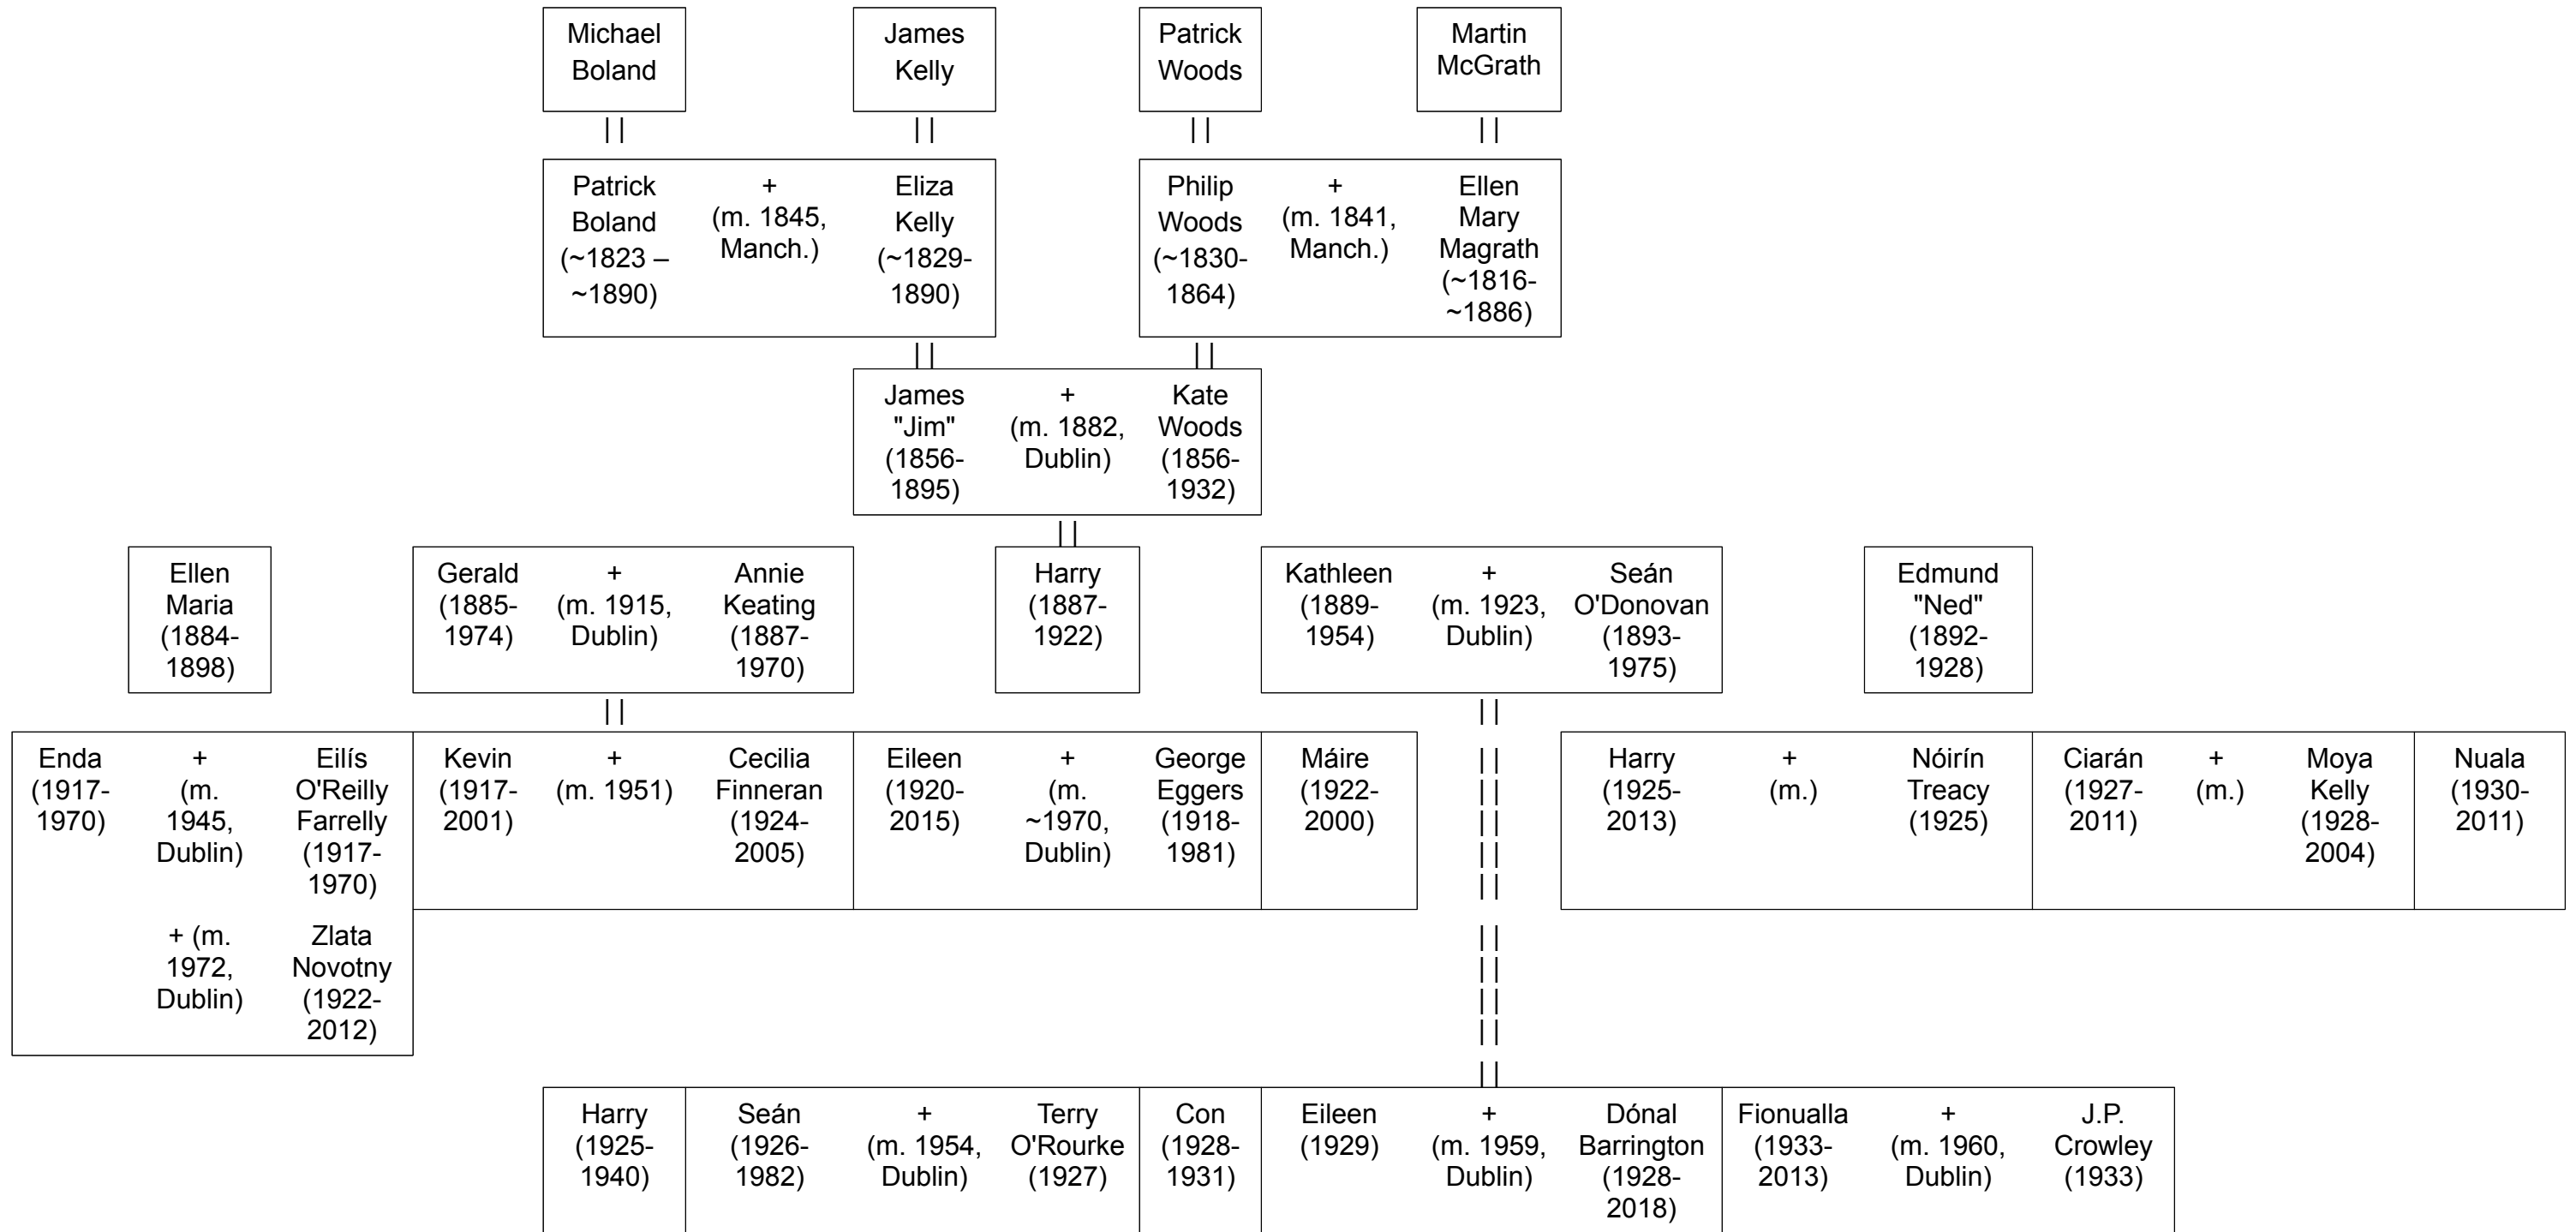 Michael
Boland
James
Kelly
Patrick
Woods
Martin
McGrath
Patrick
Boland
(~1823 –
~1890)
+
(m. 1845,
Manch.)
Eliza
Kelly
(~1829-
1890)
Philip
Woods
(~1830-
1864)
+
(m. 1841,
Manch.)
Ellen
Mary
Magrath
(~1816-
~1886)
James
"Jim"
(1856-
1895)
+
(m. 1882,
Dublin)
Kate
Woods
(1856-
1932)
Ellen
Maria
(1884-
1898)
Gerald
(1885-
1974)
+
(m. 1915,
Dublin)
Annie
Keating
(1887-
1970)
Harry
(1887-
1922)
Kathleen
(1889-
1954)
+
(m. 1923,
Dublin)
Seán
O'Donovan
(1893-
1975)
Edmund
"Ned"
(1892-
1928)
Enda
(1917-
1970)
+
(m.
1945,
Dublin)
Eilís
O'Reilly
Farrelly
(1917-
1970)
+ (m.
1972,
Dublin)
Zlata
Novotny
(1922-
2012)
Kevin
(1917-
2001)
+
(m. 1951)
Cecilia
Finneran
(1924-
2005)
Eileen
(1920-
2015)
+
(m.
~1970,
Dublin)
George
Eggers
(1918-
1981)
Máire
(1922-
2000)
Harry
(1925-
2013)
+
(m.)
Nóirín
Treacy
(1925)
Ciarán
(1927-
2011)
+
(m.)
Moya
Kelly
(1928-
2004)
Nuala
(1930-
2011)
Harry
(1925-
1940)
Seán
(1926-
1982)
+
(m. 1954,
Dublin)
Terry
O'Rourke
(1927)
Con
(1928-
1931)
Eileen
(1929)
+
(m. 1959,
Dublin)
Dónal
Barrington
(1928-
2018)
Fionualla
(1933-
2013)
+
(m. 1960,
Dublin)
J.P.
Crowley
(1933)